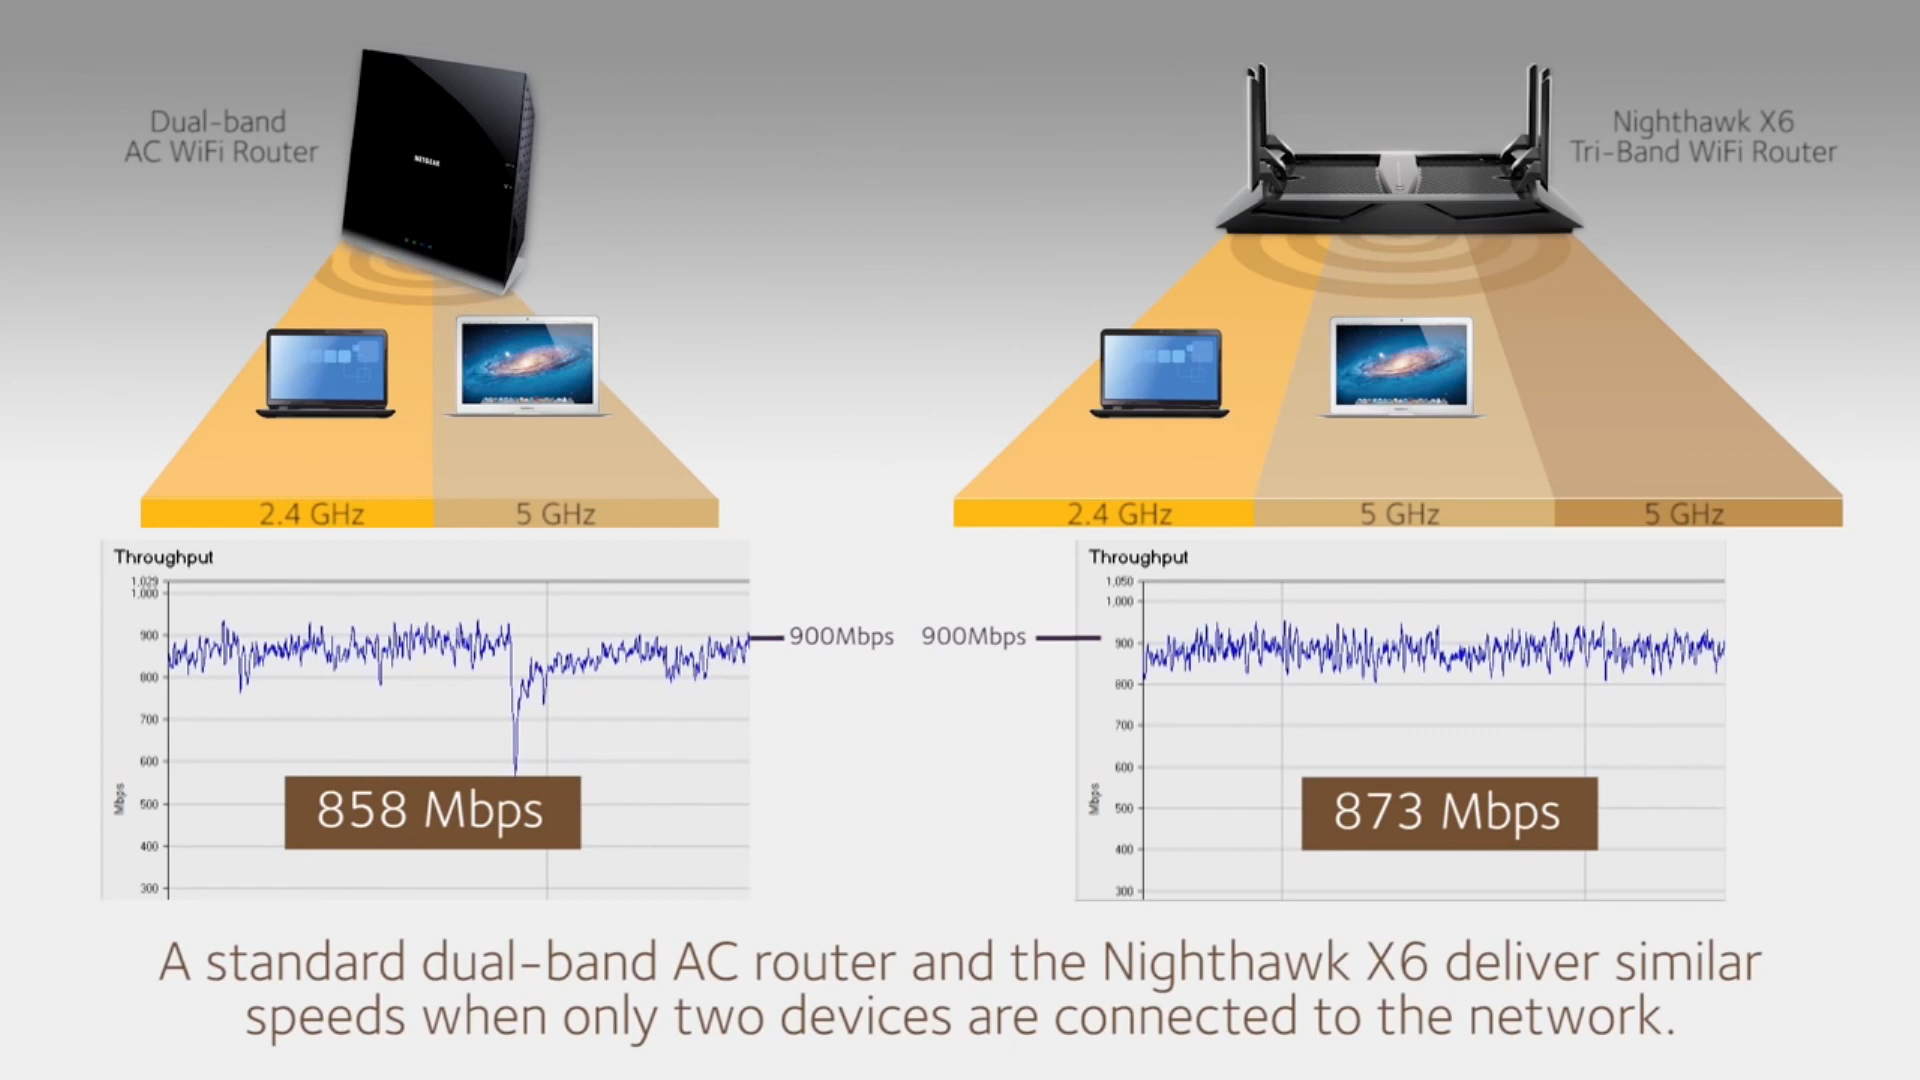 Dual-band
AC WiFi Router
NETGEAR
Nighthawk X6
Tri-Band WiFi Router
2.4 GHz
5 GHz
2.4 GHz
5 GHz
5 GHz
Throughput
1,029
1,000
900
800
700
600
500
400
300
Mbps
858 Mbps
900Mbps
900Mbps
Throughput
1,050
1,000
900
800
700
600
500
400
300
Mbps
873 Mbps
A standard dual-band AC router and the Nighthawk X6 deliver similar
speeds when only two devices are connected to the network.